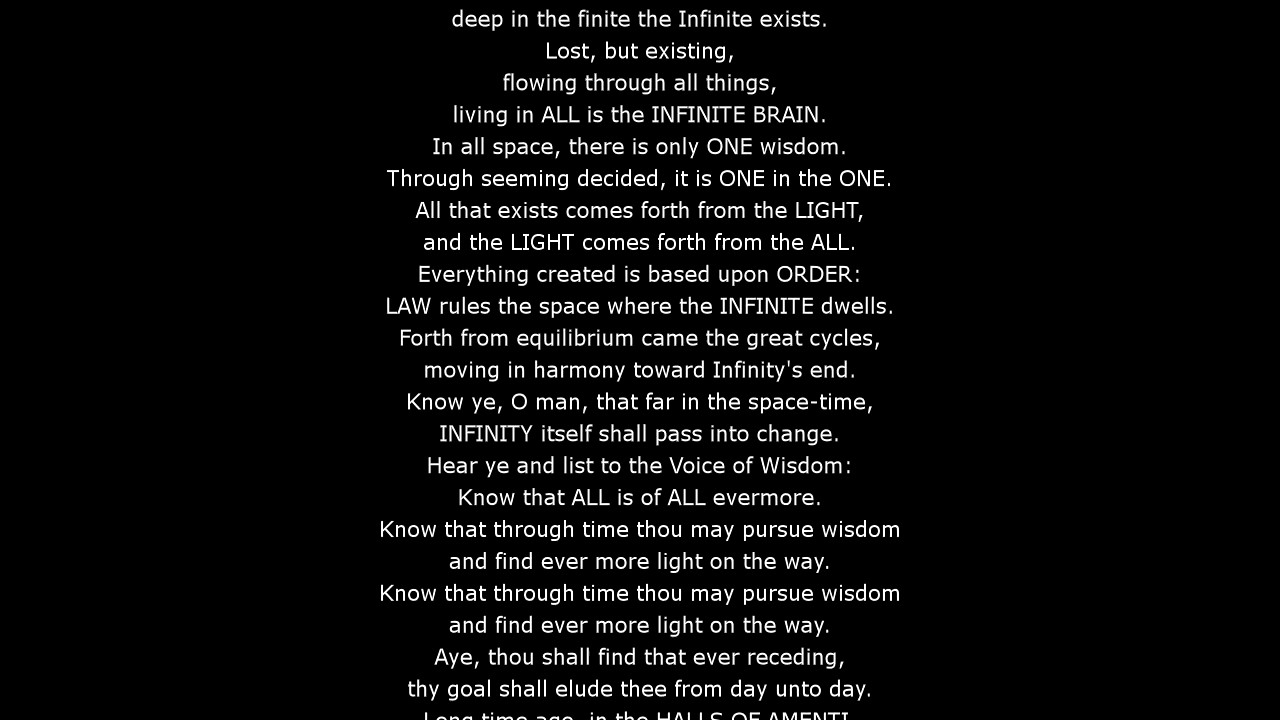 deep in the finite the Infinite exists.
Lost, but existing,
flowing through all things,
living in ALL is the INFINITE BRAIN.
In all space, there is only ONE wisdom.
Through seeming decided, it is ONE in the ONE.
All that exists comes forth from the LIGHT,
and the LIGHT comes forth from the ALL.
Everything created is based upon ORDER:
LAW rules the space where the INFINITE dwells.
Forth from equilibrium came the great cycles,
moving in harmony toward Infinity's end.
Know ye, O man, that far in the space-time,
INFINITY itself shall pass into change.
Hear ye and list to the Voice of Wisdom:
Know that ALL is of ALL evermore.
Know that through time thou may pursue wisdom
and find ever more light on the way.
Know that through time thou may pursue wisdom
and find ever more light on the way.
Aye, thou shall find that ever receding,
thy goal shall elude thee from day unto day.
Long time ago, in the HALLS OF AMENTI,